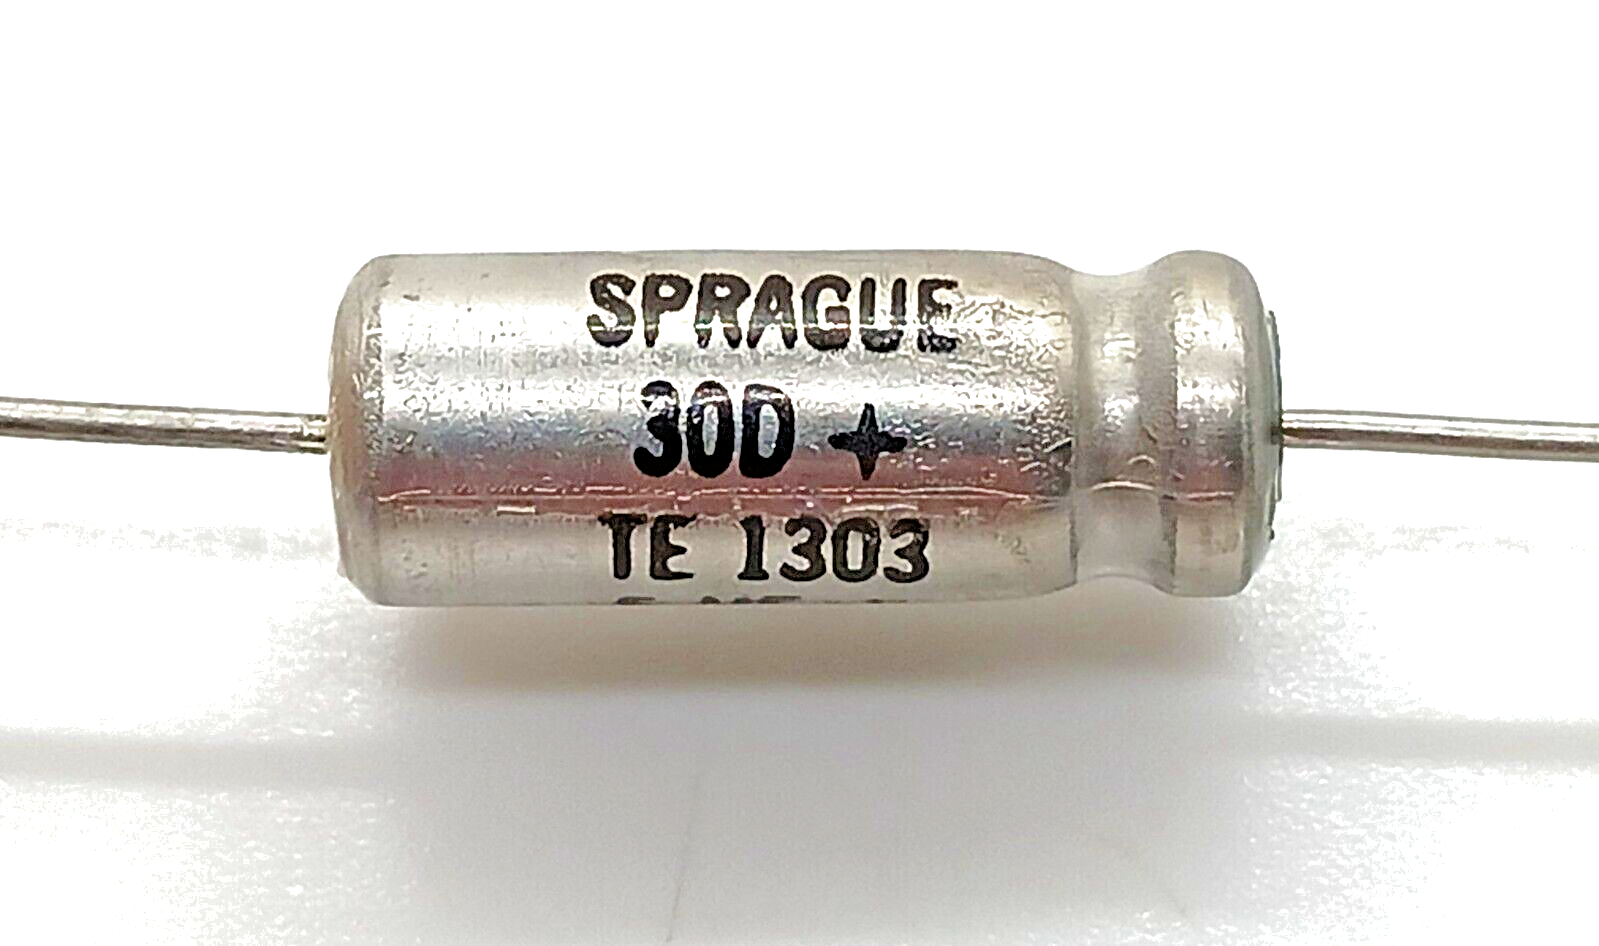 SPRAGUE
30D +
TE 1303